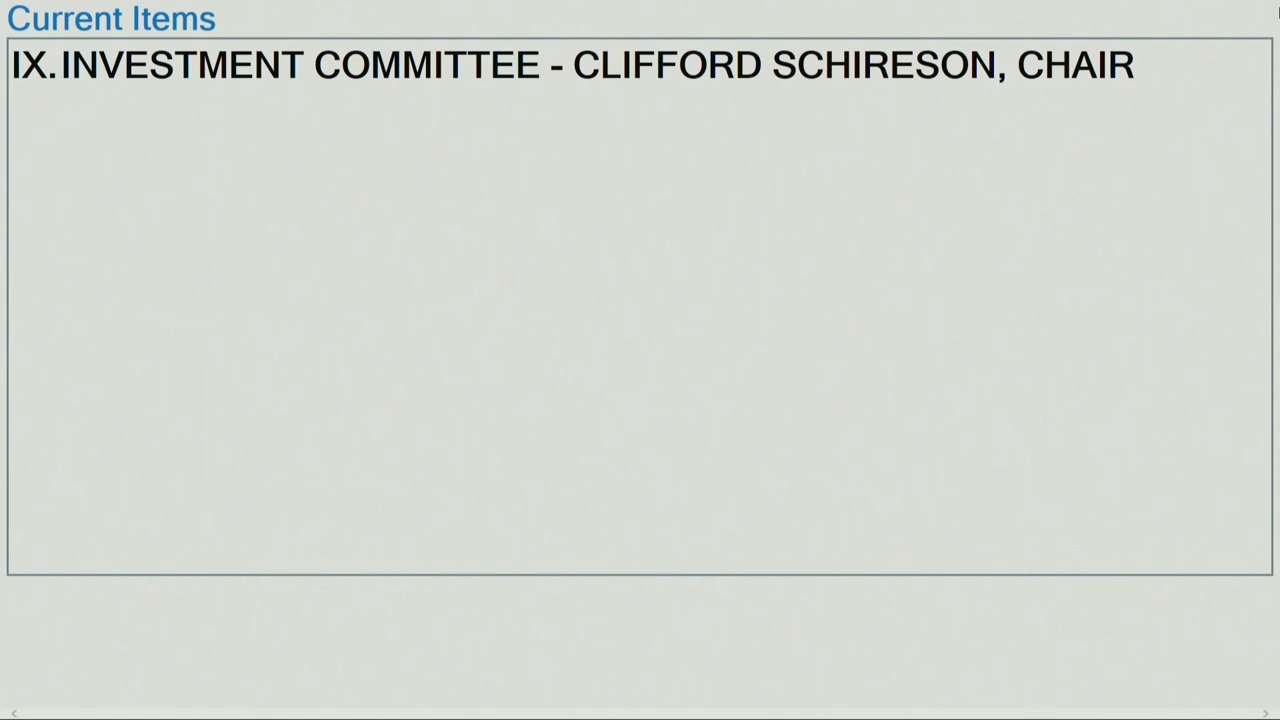 Current Items
IX. INVESTMENT COMMITTEE - CLIFFORD SCHIRESON, CHAIR